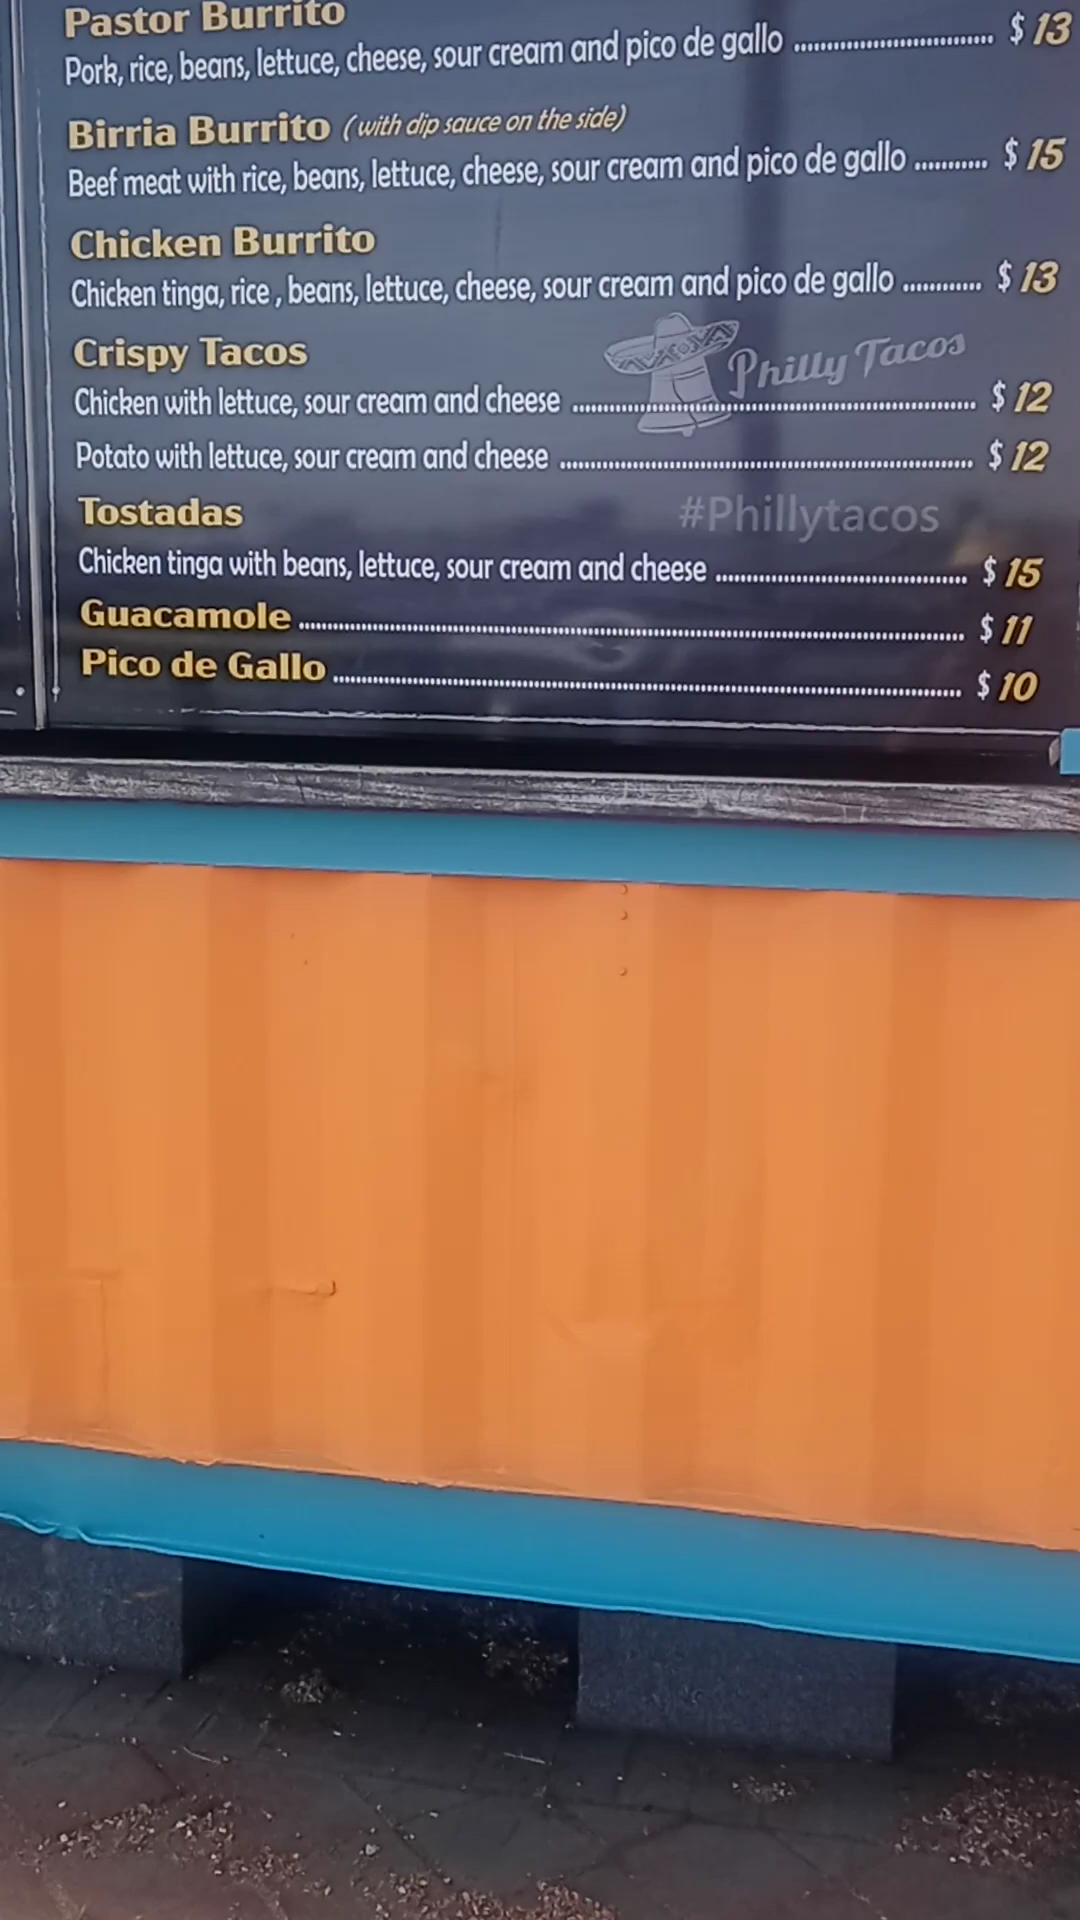 Pastor Burrito
Pork, rice, beans, lettuce, cheese, sour cream and pico de gallo .......... $ 13
Birria Burrito (with dip sauce on the side)
Beef meat with rice, beans, lettuce, cheese, sour cream and pico de gallo .......... $ 15
Chicken Burrito
Chicken tinga, rice , beans, lettuce, cheese, sour cream and pico de gallo .......... $ 13
Crispy Tacos
Philly Tacos
Chicken with lettuce, sour cream and cheese .......... $ 12
Potato with lettuce, sour cream and cheese .......... $ 12
Tostadas
#Phillytacos
Chicken tinga with beans, lettuce, sour cream and cheese .......... $ 15
Guacamole .......... $ 11
Pico de Gallo .......... $ 10